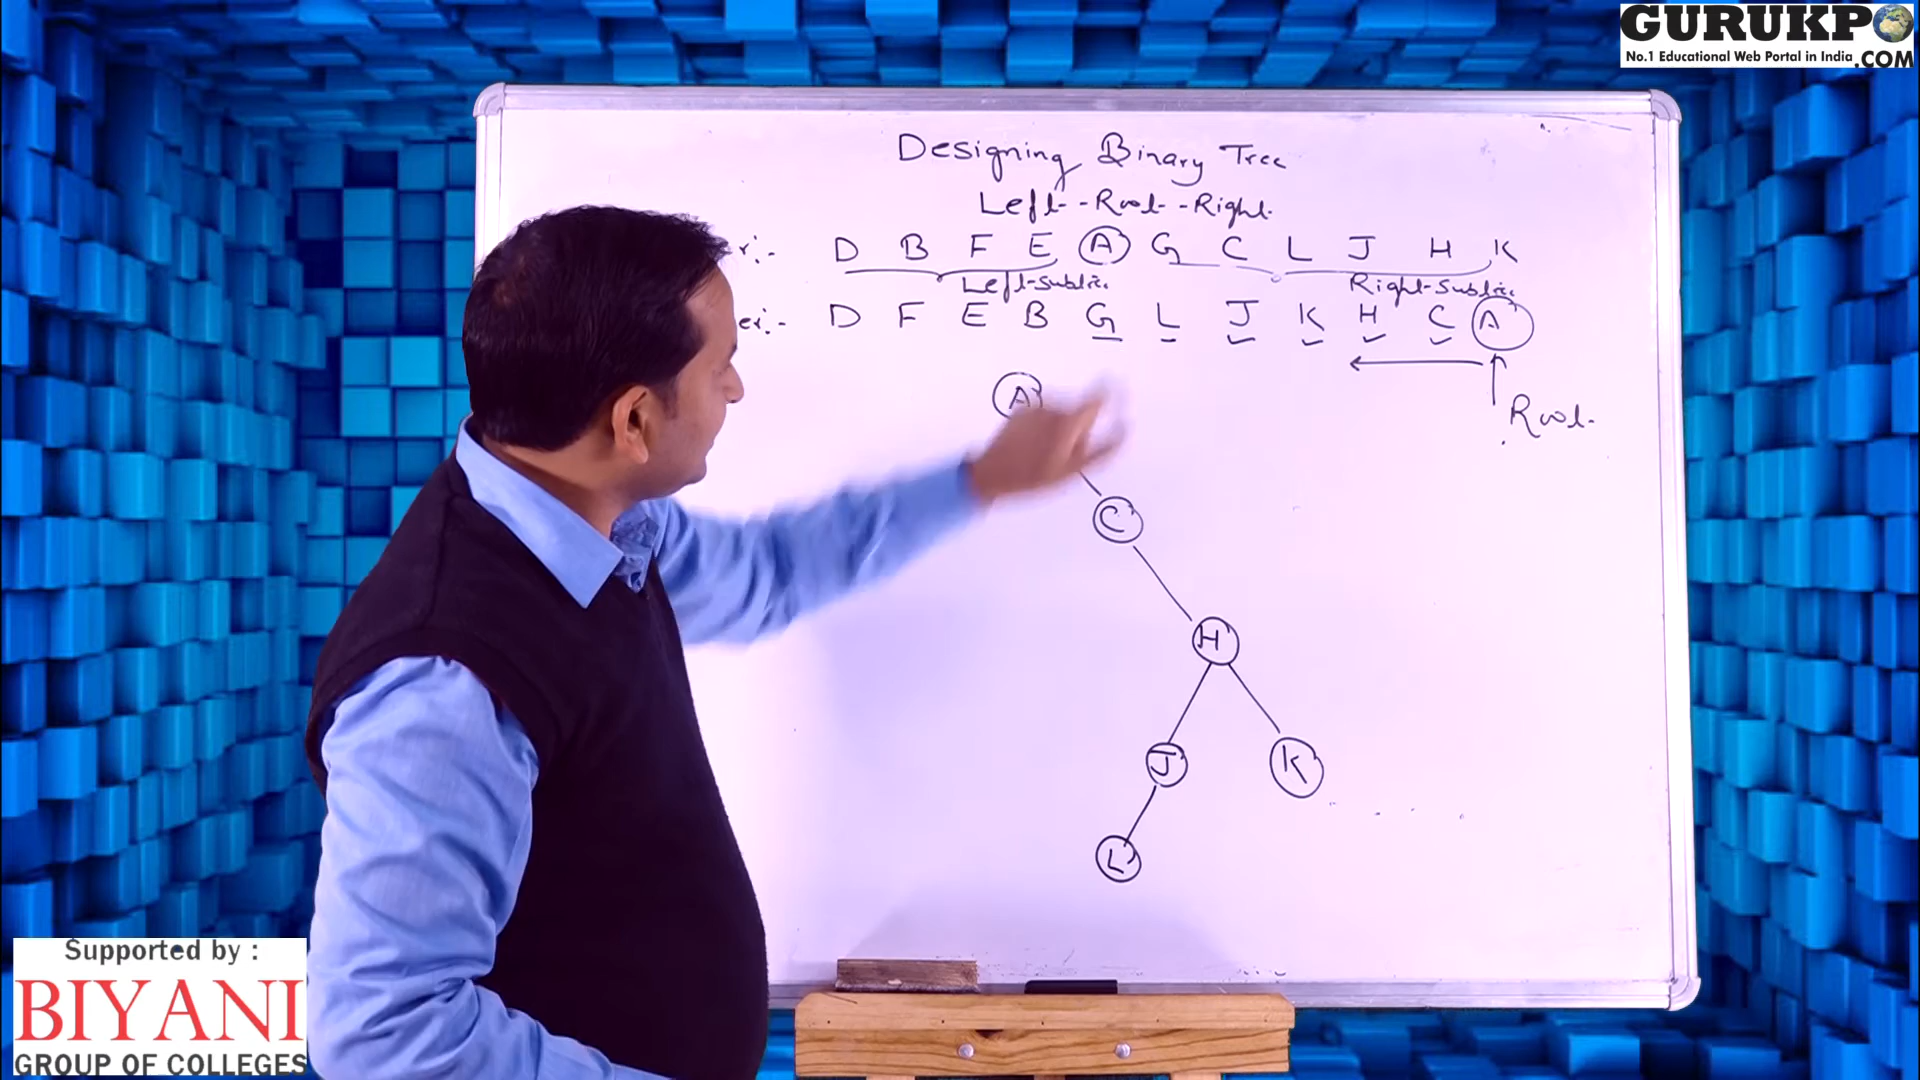 GURUKPO
No.1 Educational Web Portal in India .COM
Designing Binary Tree
Left - Root - Right
r:- D B F E A G C L J H K
Left-Subtree Right-Subtree
er:- D F E B G L J K H C A
Root
A
C
H
J K
L
Supported by :
BIYANI
GROUP OF COLLEGES